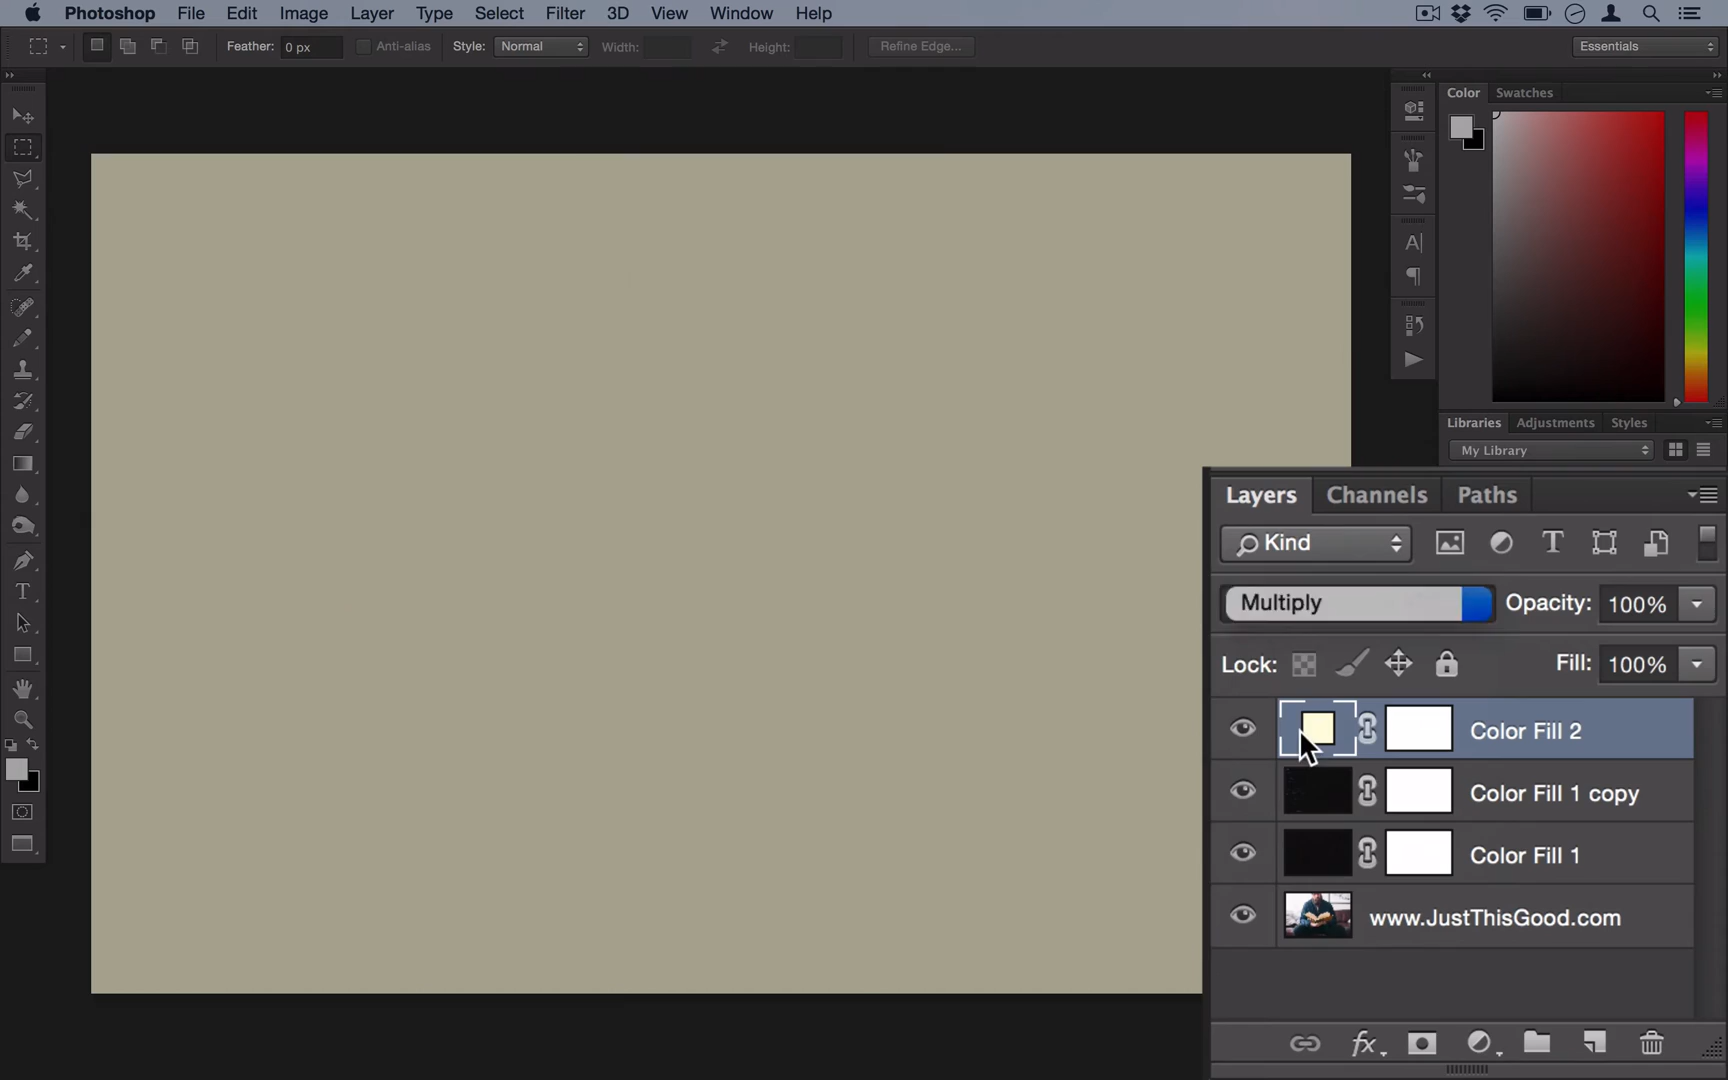 Photoshop File Edit Image Layer Type Select Filter 3D View Window Help
Feather: 0 px Anti-alias Style: Normal Width: Height: Refine Edge... Essentials
Color Swatches
Libraries Adjustments Styles
My Library
Layers Channels Paths
Kind
Multiply Opacity: 100%
Lock: Fill: 100%
Color Fill 2
Color Fill 1 copy
Color Fill 1
www.JustThisGood.com